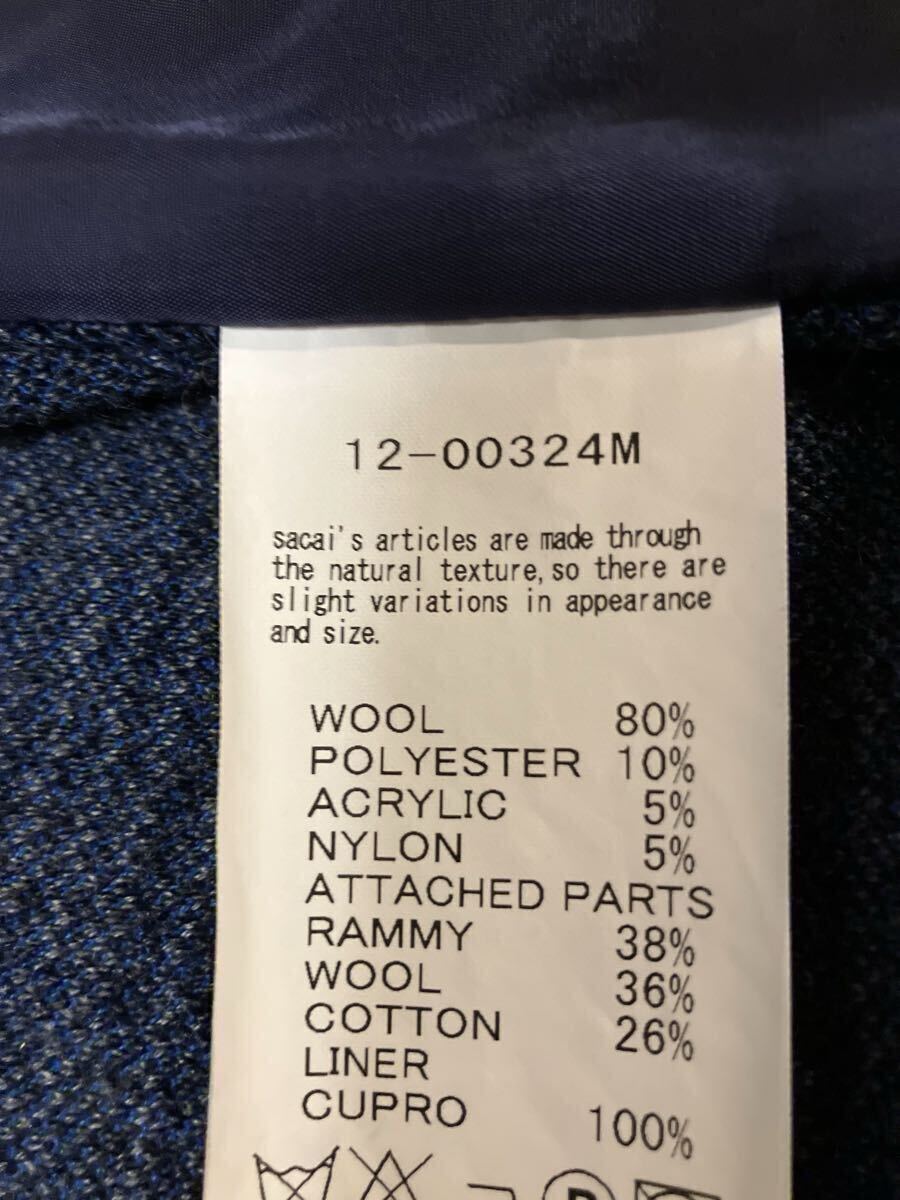 12-00324M
sacai's articles are made through
the natural texture, so there are
slight variations in appearance
and size.
WOOL 80%
POLYESTER 10%
ACRYLIC 5%
NYLON 5%
ATTACHED PARTS
RAMMY 38%
WOOL 36%
COTTON 26%
LINER
CUPRO 100%